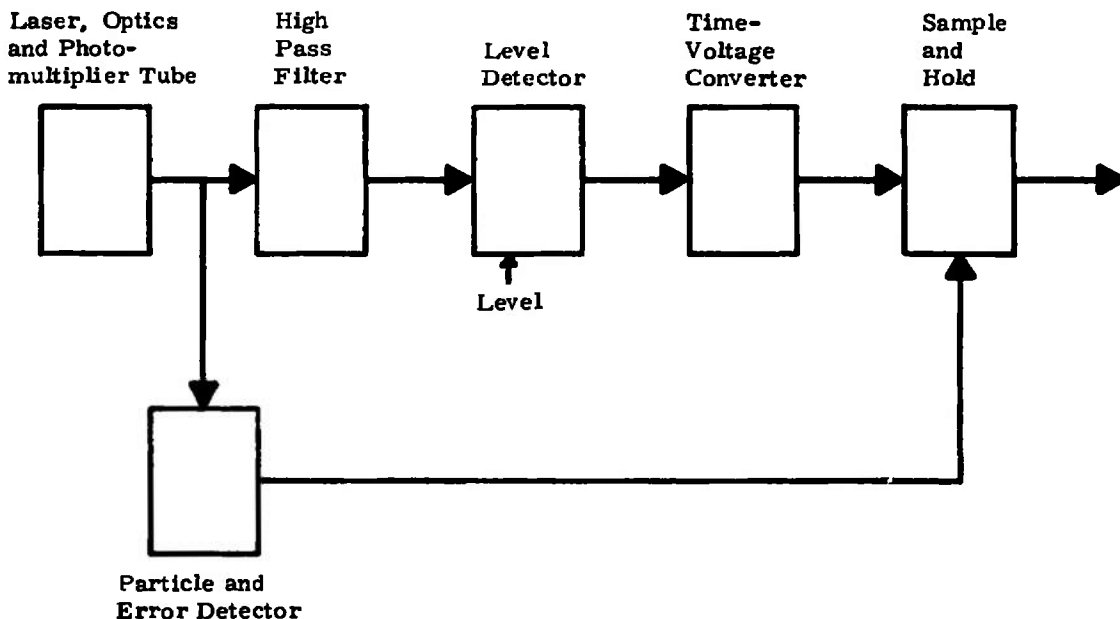 Laser, Optics
and Photo-
multiplier Tube
High
Pass
Filter
Level
Detector
Time-
Voltage
Converter
Sample
and
Hold
Level
Particle and
Error Detector